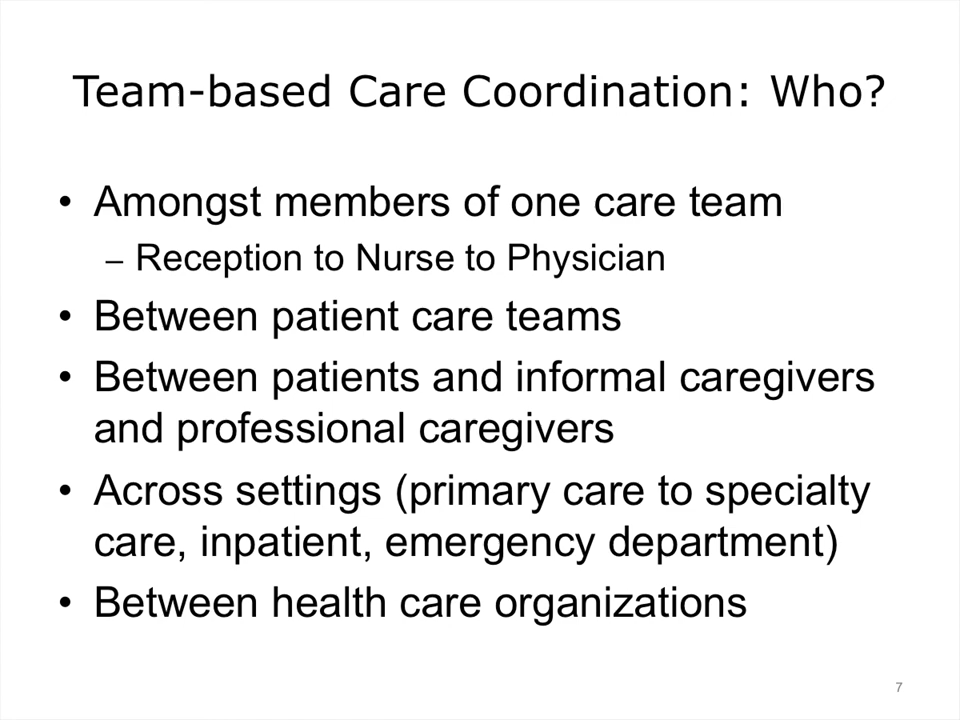 Team-based Care Coordination: Who?
• Amongst members of one care team
– Reception to Nurse to Physician
• Between patient care teams
• Between patients and informal caregivers
and professional caregivers
• Across settings (primary care to specialty
care, inpatient, emergency department)
• Between health care organizations
7